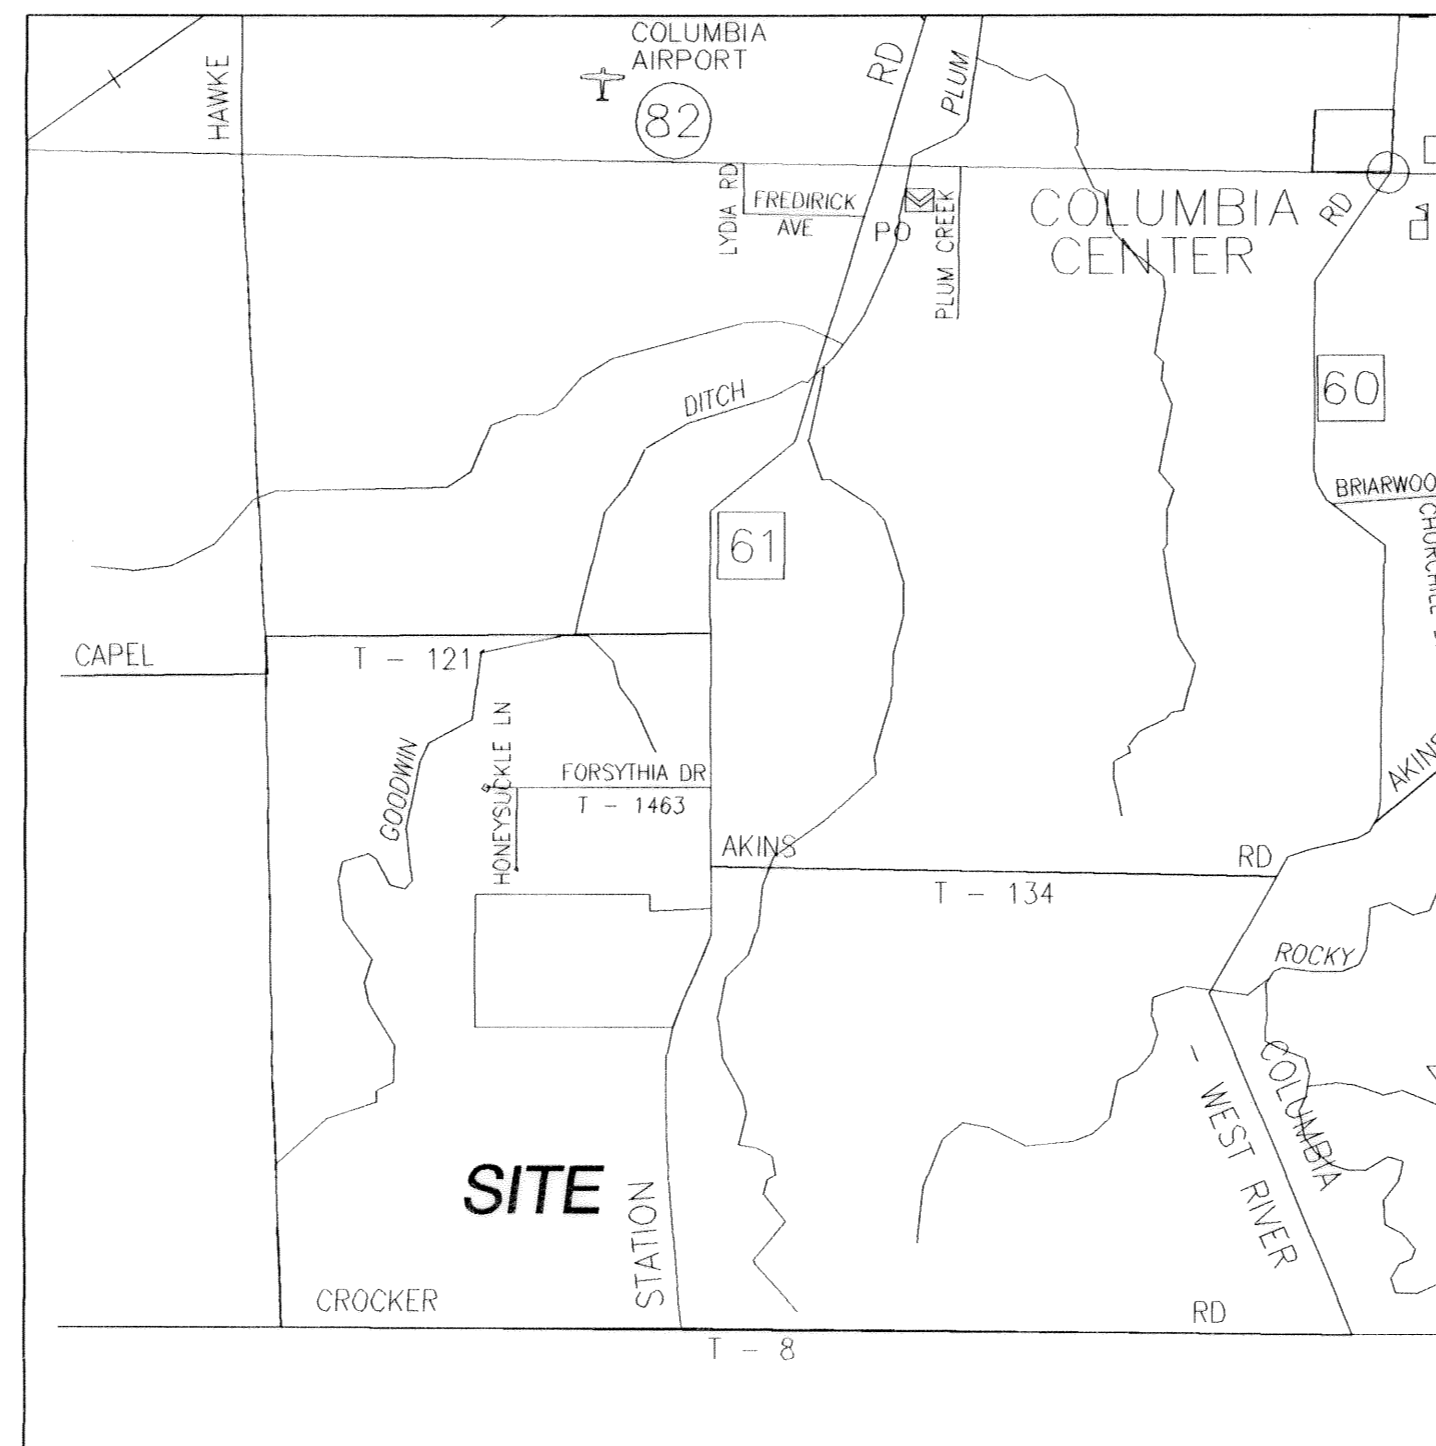 COLUMBIA
AIRPORT
HAWKE
RD
PLUM
82
LYDIA RD
FREDIRICK
AVE
PO
PLUM CREEK
COLUMBIA
CENTER
RD
60
DITCH
BRIARWOO
61
CAPEL
T - 121
HONEYSUCKLE LN
GOODWIN
FORSYTHIA DR
T - 1463
AKINS
AKINS
RD
T - 134
ROCKY
COLUMBIA
- WEST RIVER
SITE
STATION
CROCKER
RD
T - 8